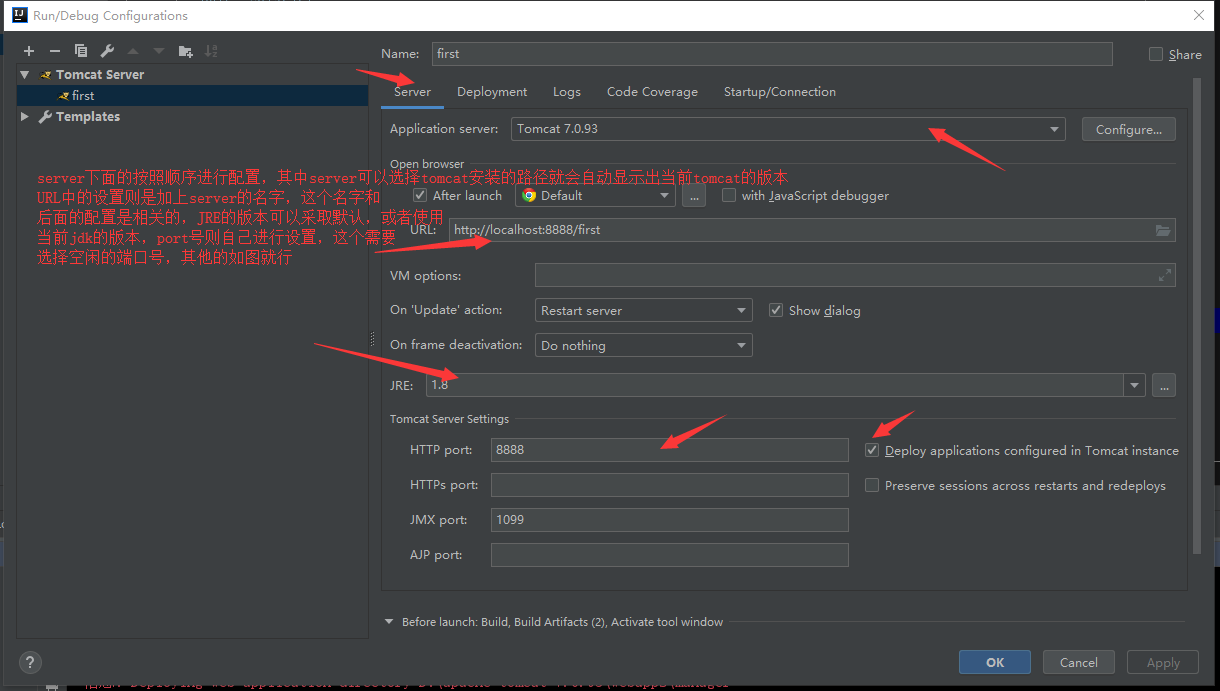 Run/Debug Configurations
Name: first
Share
Tomcat Server
first
Templates
Server Deployment Logs Code Coverage Startup/Connection
Application server: Tomcat 7.0.93 Configure...
Open browser
server下面的按照顺序进行配置，其中server可以选择tomcat安装的路径就会自动显示出当前tomcat的版本
URL中的设置则是加上server的名字，这个名字和
后面的配置是相关的，JRE的版本可以采取默认，或者使用
当前jdk的版本，port号则自己进行设置，这个需要
选择空闲的端口号，其他的如图就行
After launch Default ... with JavaScript debugger
URL: http://localhost:8888/first
VM options:
On 'Update' action: Restart server Show dialog
On frame deactivation: Do nothing
JRE: 1.8 ...
Tomcat Server Settings
HTTP port: 8888 Deploy applications configured in Tomcat instance
HTTPs port: Preserve sessions across restarts and redeploys
JMX port: 1099
AJP port:
Before launch: Build, Build Artifacts (2), Activate tool window
? OK Cancel Apply